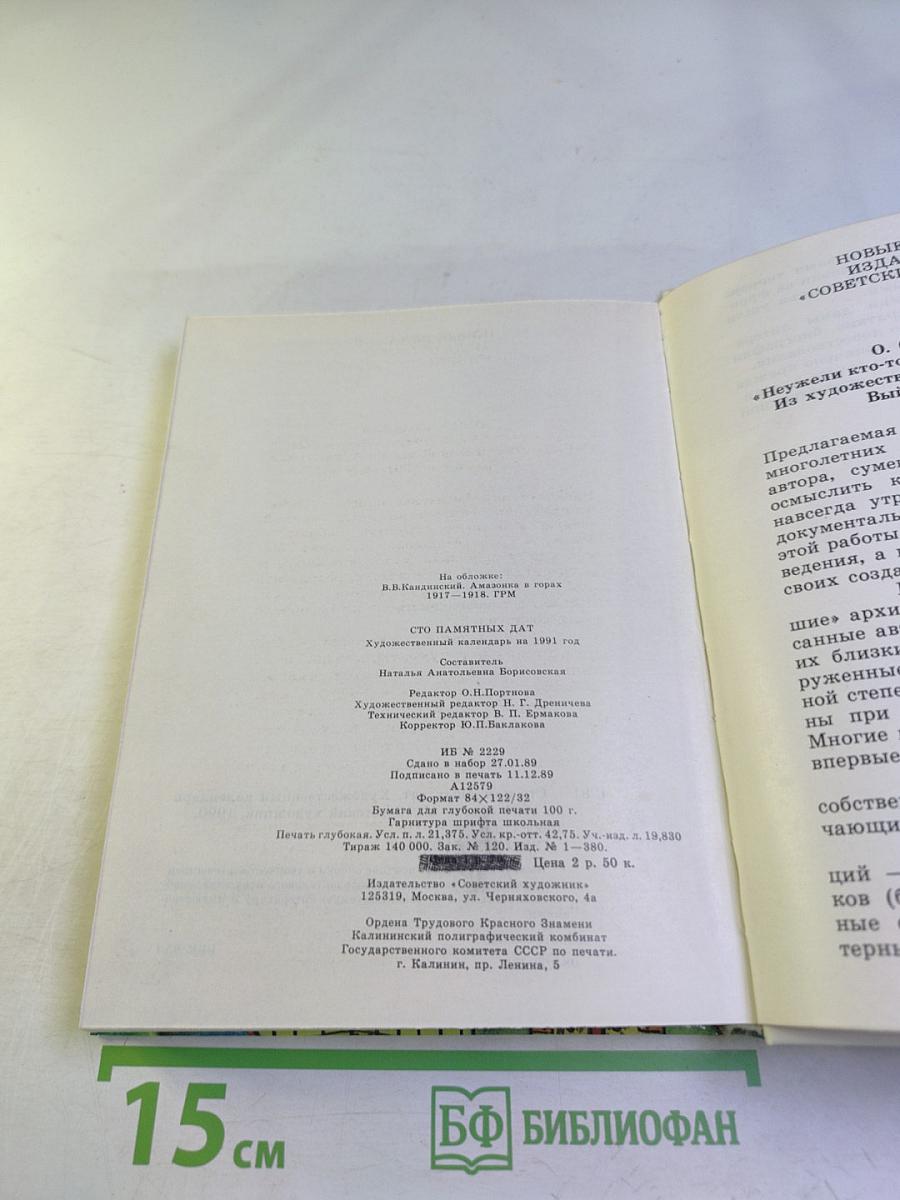 На обложке:
В.В.Кандинский. Амазонка в горах
1917—1918. ГРМ
СТО ПАМЯТНЫХ ДАТ
Художественный календарь на 1991 год
Составитель
Наталья Анатольевна Борисовская
Редактор О.Н.Портнова
Художественный редактор Н. Г. Дреничева
Технический редактор В. П. Ермакова
Корректор Ю.П.Баклакова
ИБ № 2229
Сдано в набор 27.01.89
Подписано в печать 11.12.89
А12579
Формат 84×122/32
Бумага для глубокой печати 100 г.
Гарнитура шрифта школьная
Печать глубокая. Усл. п. л. 21,375. Усл. кр.-отт. 42,75. Уч.-изд. л. 19,830
Тираж 140 000. Зак. № 120. Изд. № 1—380.
Цена 2 р. 50 к.
Издательство «Советский художник»
125319, Москва, ул. Черняховского, 4а
Ордена Трудового Красного Знамени
Калининский полиграфический комбинат
Государственного комитета СССР по печати.
г. Калинин, пр. Ленина, 5
НОВЫЕ
ИЗДА
«СОВЕТСКИ
О.
«Неужели кто-то
Из художеств
Вый
Предлагаемая
многолетних
автора, суме
осмыслить к
навсегда утр
документаль
этой работы
ведения, а
своих созда
шие» архи
санные ав
их близки
руженные
ной степе
ны при
Многие
впервые
собстве
чающи
ций —
ков (б
ные
терны
15 см
БФ БИБЛИОФАН